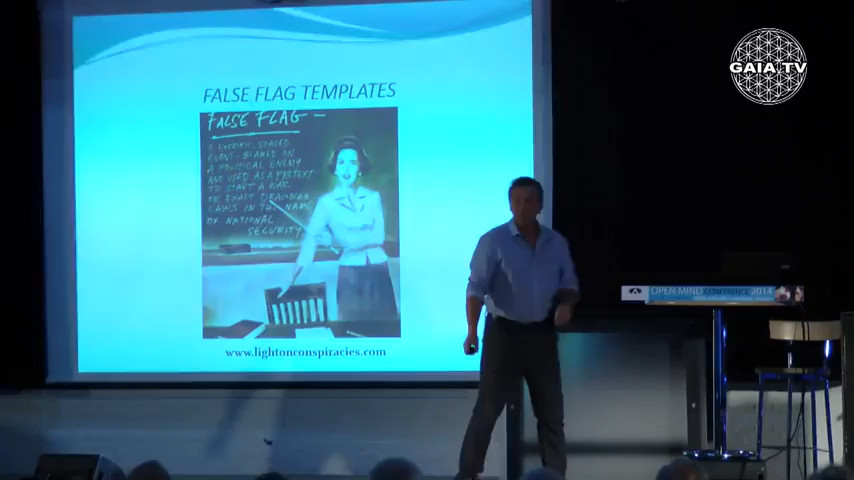 GAIA TV
FALSE FLAG TEMPLATES
FALSE FLAG -
A HORRIFIC, STAGED
EVENT - BLAMED ON
A POLITICAL ENEMY
AND USED AS A PRETEXT
TO START A WAR
OR ENACT DRACONIAN
LAWS IN THE NAME
OF NATIONAL
SECURITY
www.lightonconspiracies.com
OPEN MIND CONFERENCE 2014